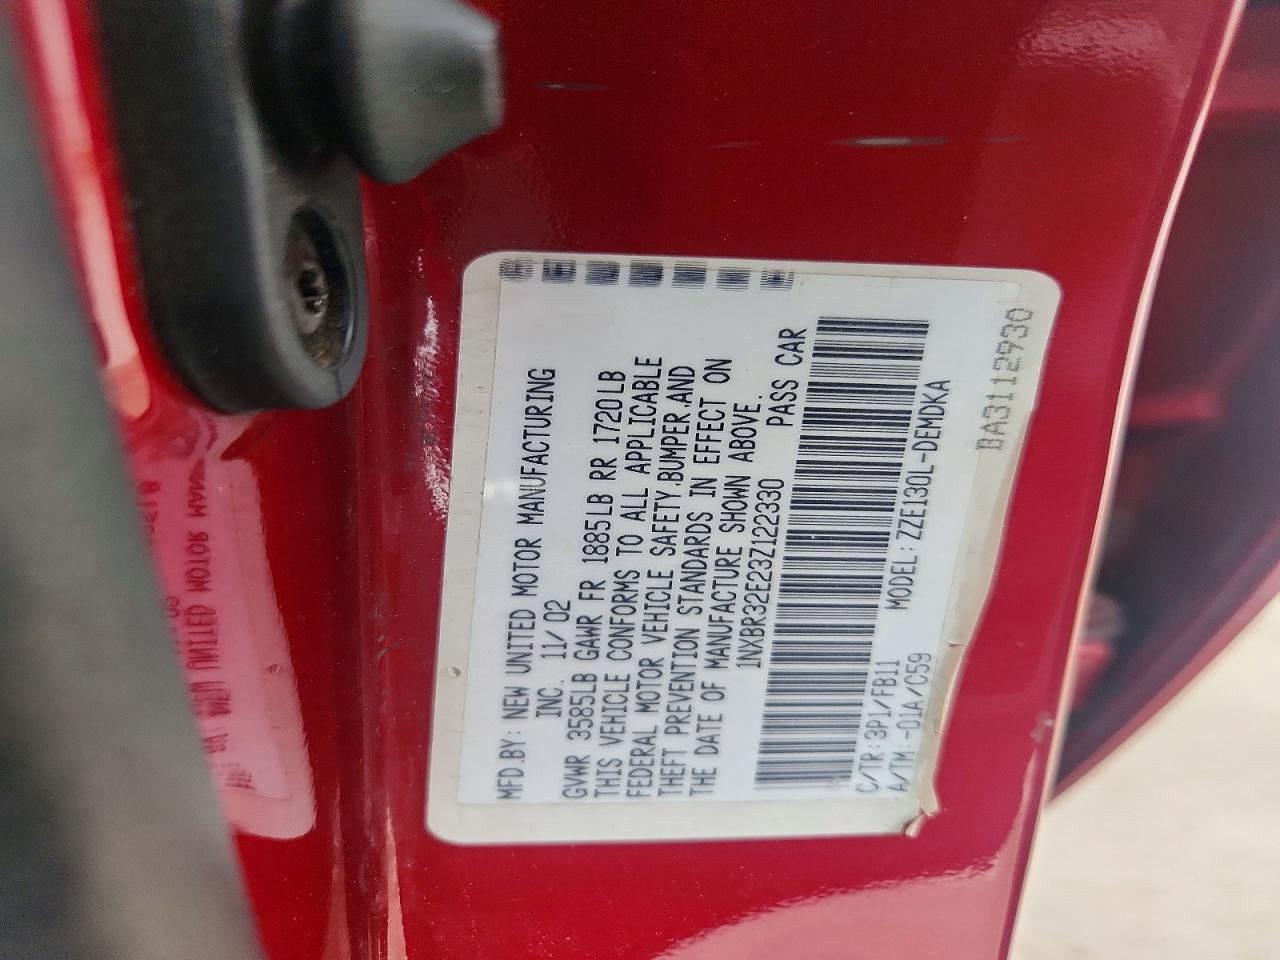 MFD.BY: NEW UNITED MOTOR MANUFACTURING
INC. 11/02
GVWR 3585LB GAWR FR 1885LB RR 1720LB
THIS VEHICLE CONFORMS TO ALL APPLICABLE
FEDERAL MOTOR VEHICLE SAFETY,BUMPER,AND
THEFT PREVENTION STANDARDS IN EFFECT ON
THE DATE OF MANUFACTURE SHOWN ABOVE.
1NXBR32E23Z122330 PASS CAR
C/TR:3P1/FB11 MODEL:ZZE130L-DEMDKA
A/TM:-01A/C59
BA3112930